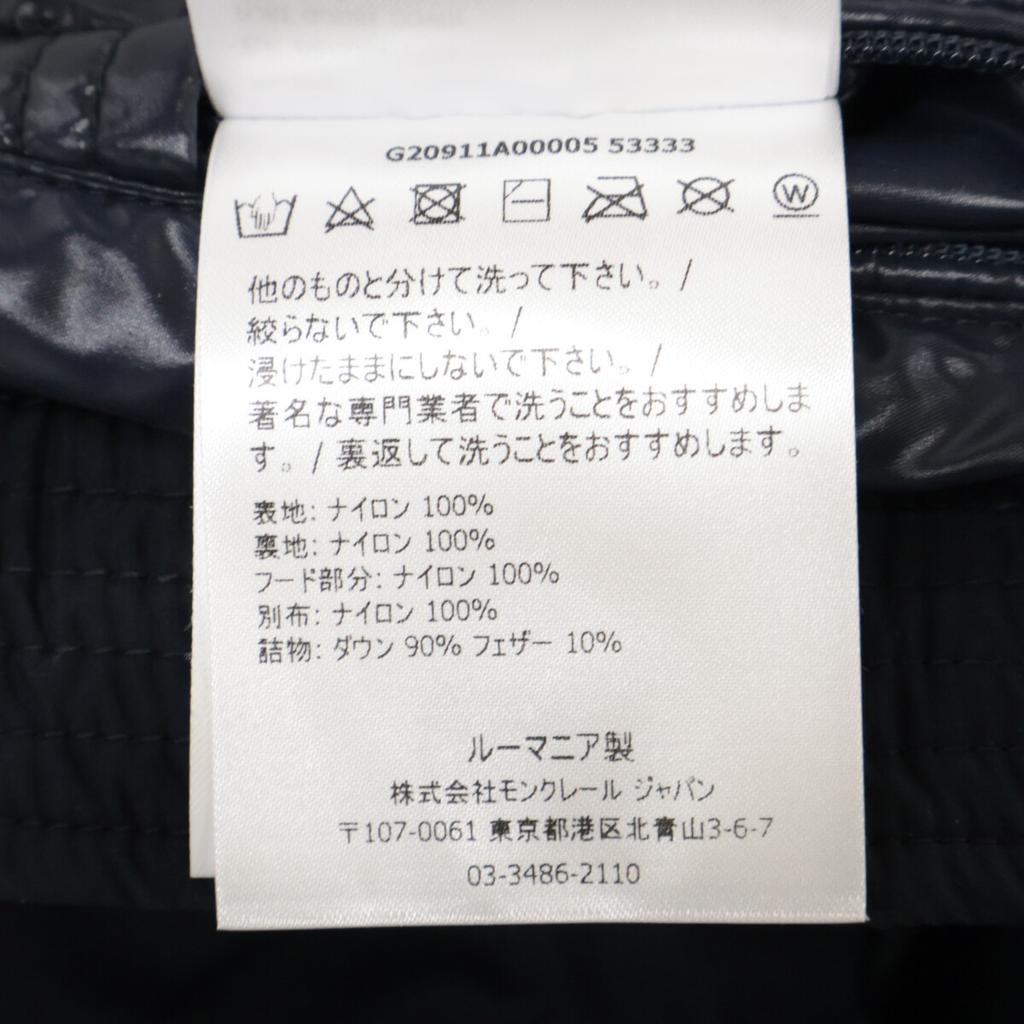 G20911A00005 53333
W
他のものと分けて洗って下さい。/
絞らないで下さい。/
浸けたままにしないで下さい。/
著名な専門業者で洗うことをおすすめしま
す。/ 裏返して洗うことをおすすめします。
表地: ナイロン 100%
裏地: ナイロン 100%
フード部分: ナイロン 100%
別布: ナイロン 100%
詰物: ダウン 90% フェザー 10%
ルーマニア製
株式会社モンクレール ジャパン
〒107-0061 東京都港区北青山3-6-7
03-3486-2110